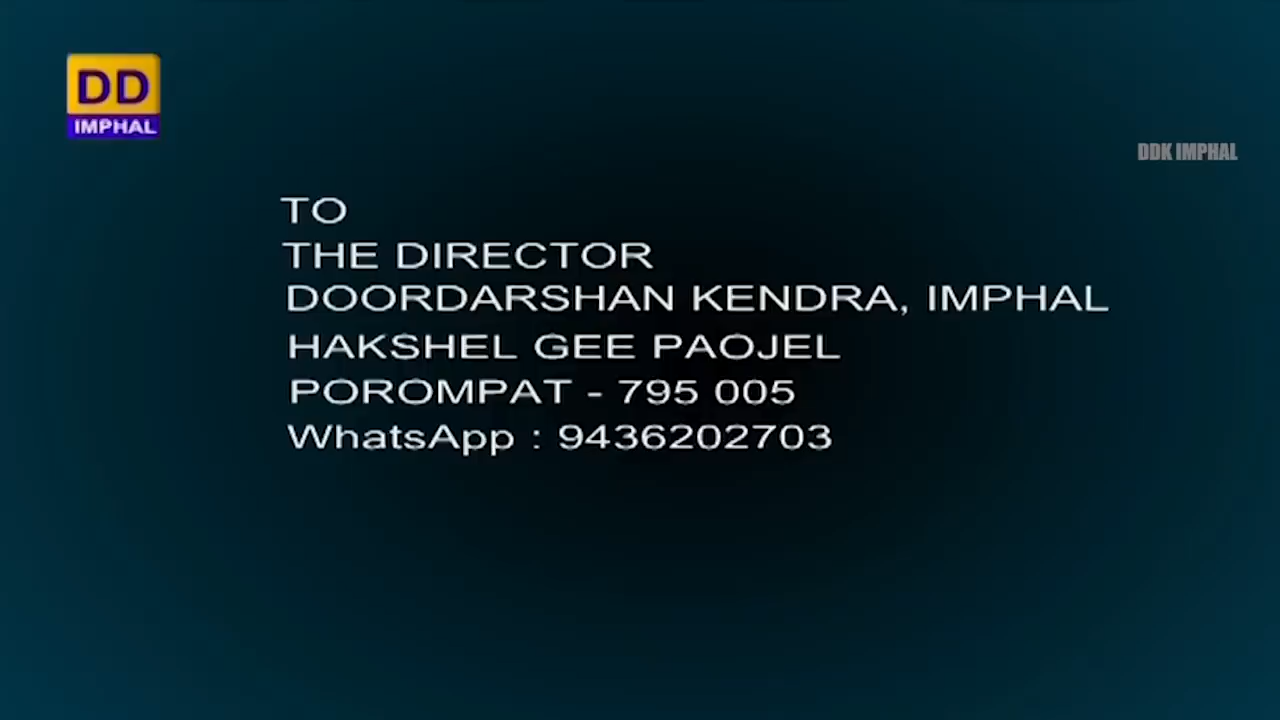 DD
IMPHAL
DDK IMPHAL
TO
THE DIRECTOR
DOORDARSHAN KENDRA, IMPHAL
HAKSHEL GEE PAOJEL
POROMPAT - 795 005
WhatsApp : 9436202703